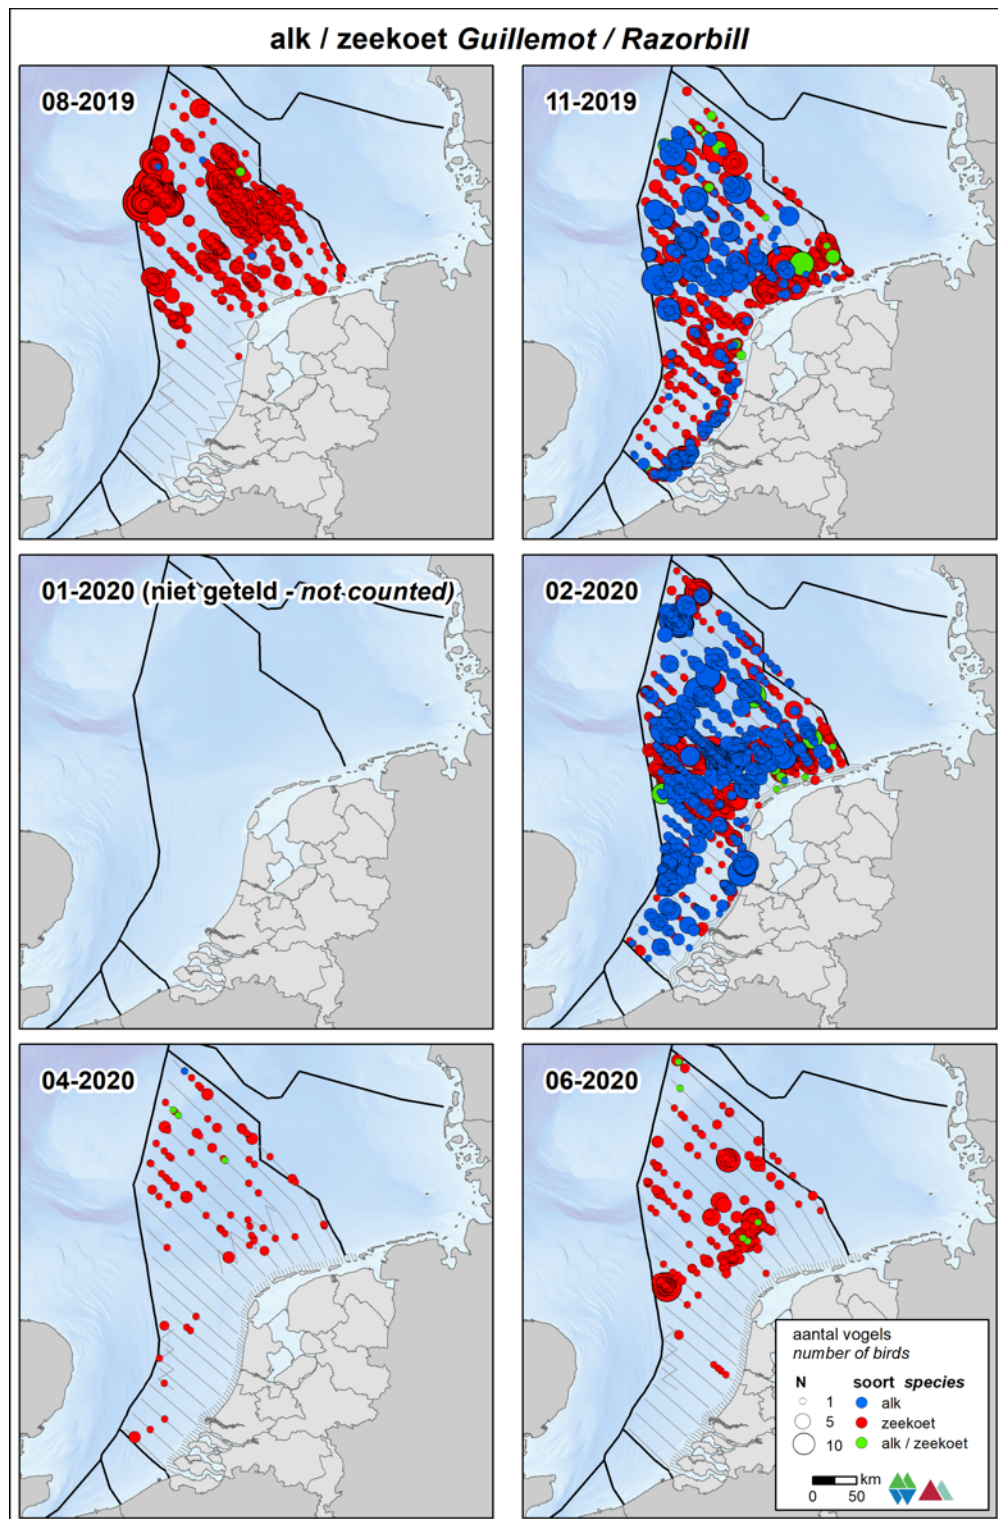 alk / zeekoet Guillemot / Razorbill
08-2019
11-2019
01-2020 (niet geteld - not counted)
02-2020
04-2020
06-2020
aantal vogels
number of birds
N soort species
1 alk
5 zeekoet
10 alk / zeekoet
km
0 50